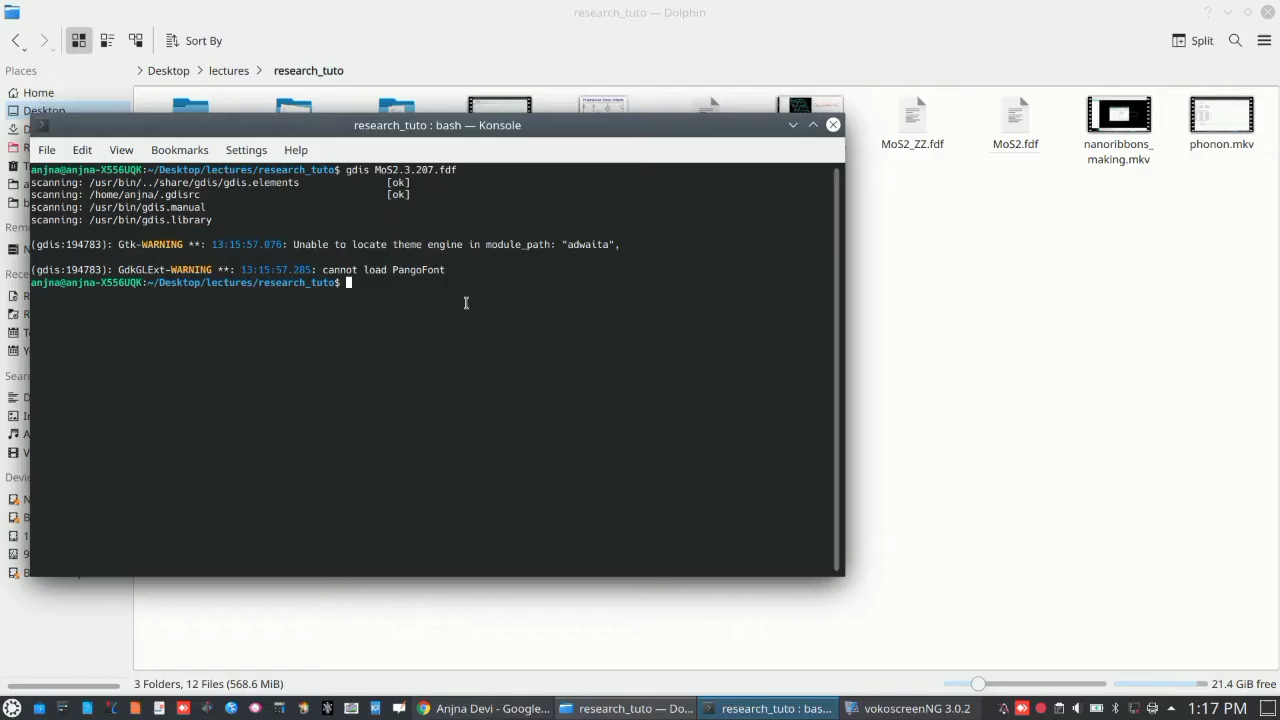 research_tuto — Dolphin
Sort By
Split
Places
Desktop
lectures
research_tuto
Home
Desktop
MoS2_ZZ.fdf
MoS2.fdf
nanoribbons_
making.mkv
phonon.mkv
research_tuto : bash — Konsole
File Edit View Bookmarks Settings Help
anjna@anjna-X556UQK:~/Desktop/lectures/research_tuto$ gdis MoS2.3.207.fdf
scanning: /usr/bin/../share/gdis/gdis.elements [ok]
scanning: /home/anjna/.gdisrc [ok]
scanning: /usr/bin/gdis.manual
scanning: /usr/bin/gdis.library
(gdis:194783): Gtk-WARNING **: 13:15:57.076: Unable to locate theme engine in module_path: "adwaita",
(gdis:194783): GdkGLExt-WARNING **: 13:15:57.285: cannot load PangoFont
anjna@anjna-X556UQK:~/Desktop/lectures/research_tuto$
3 Folders, 12 Files (568.6 MiB)
21.4 GiB free
Anjna Devi - Google...
research_tuto — Do...
research_tuto : bas...
vokoscreenNG 3.0.2
1:17 PM